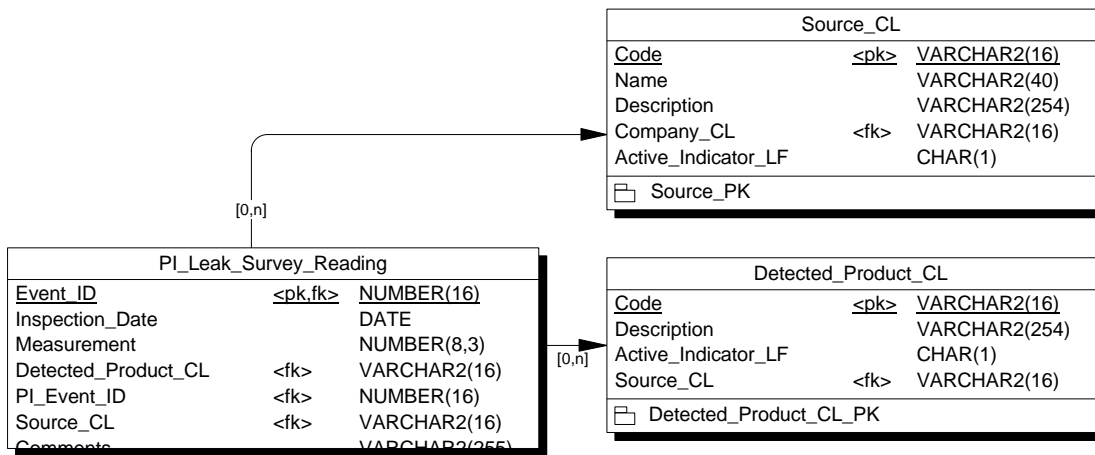 Source_CL
Code <pk> VARCHAR2(16)
Name VARCHAR2(40)
Description VARCHAR2(254)
Company_CL <fk> VARCHAR2(16)
Active_Indicator_LF CHAR(1)
Source_PK
[0,n]
PI_Leak_Survey_Reading
Event_ID <pk,fk> NUMBER(16)
Inspection_Date DATE
Measurement NUMBER(8,3)
Detected_Product_CL <fk> VARCHAR2(16)
PI_Event_ID <fk> NUMBER(16)
Source_CL <fk> VARCHAR2(16)
Comments VARCHAR2(255)
[0,n]
Detected_Product_CL
Code <pk> VARCHAR2(16)
Description VARCHAR2(254)
Active_Indicator_LF CHAR(1)
Source_CL <fk> VARCHAR2(16)
Detected_Product_CL_PK